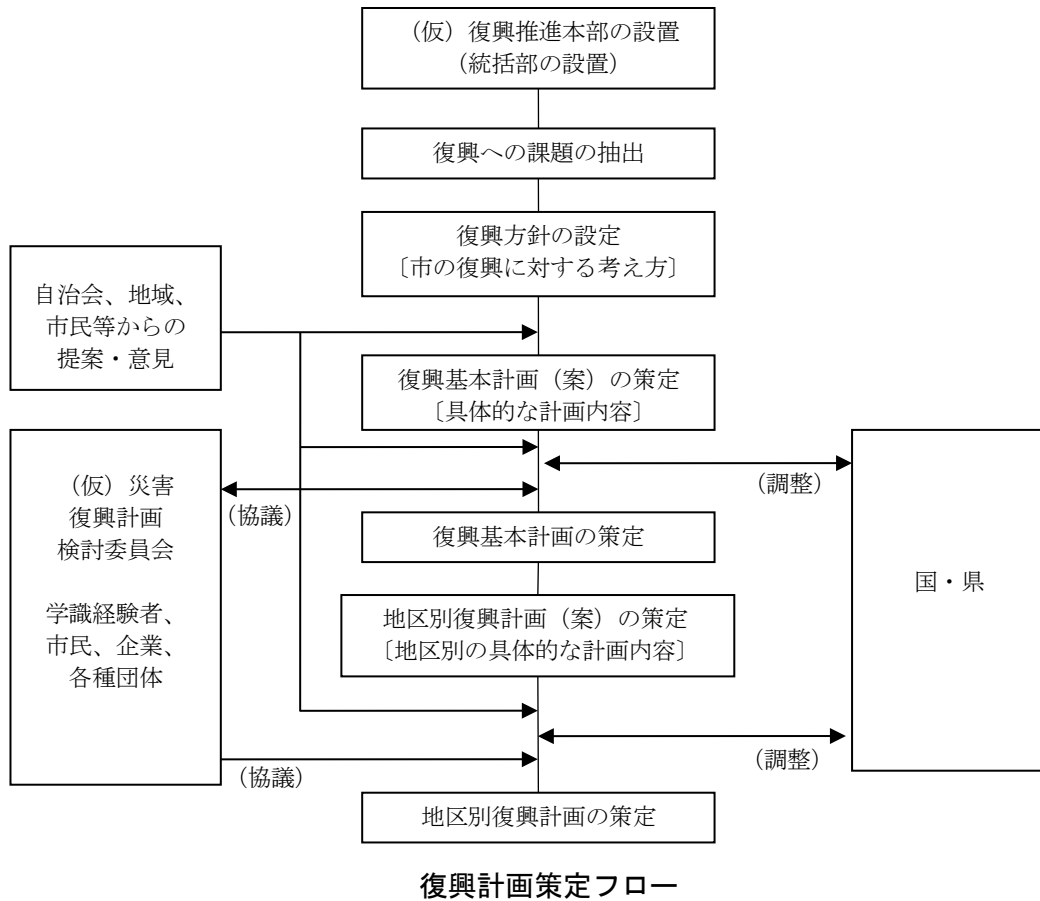 （仮）復興推進本部の設置
（統括部の設置）
復興への課題の抽出
復興方針の設定
〔市の復興に対する考え方〕
自治会、地域、
市民等からの
提案・意見
復興基本計画（案）の策定
〔具体的な計画内容〕
（仮）災害
復興計画
検討委員会
学識経験者、
市民、企業、
各種団体
（協議）
（調整）
復興基本計画の策定
国・県
地区別復興計画（案）の策定
〔地区別の具体的な計画内容〕
（協議）
（調整）
地区別復興計画の策定
復興計画策定フロー